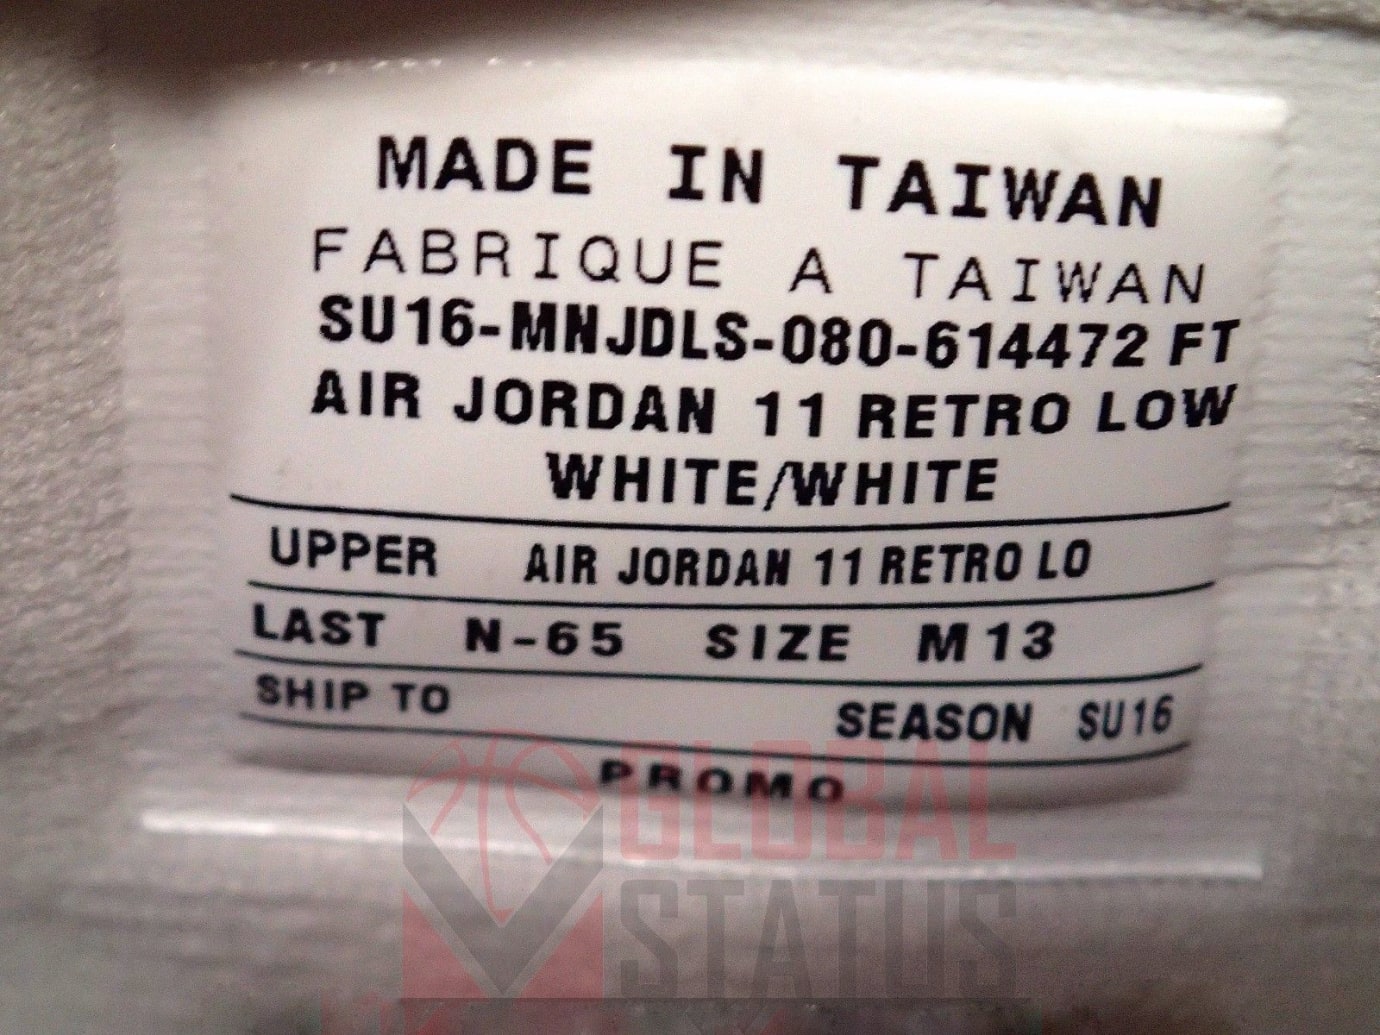 MADE IN TAIWAN
FABRIQUE A TAIWAN
SU16-MNJDLS-080-614472 FT
AIR JORDAN 11 RETRO LOW
WHITE/WHITE
UPPER AIR JORDAN 11 RETRO LO
LAST N-65 SIZE M 13
SHIP TO SEASON SU16
PROMO
GLOBAL
STATUS